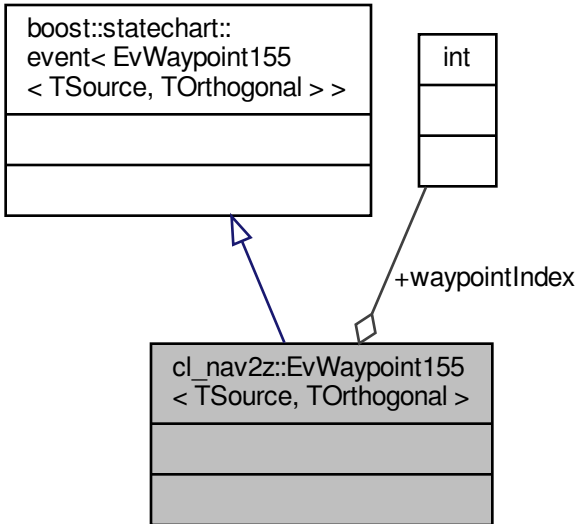 boost::statechart::
event< EvWaypoint155
< TSource, TOrthogonal > >
int
+waypointIndex
cl_nav2z::EvWaypoint155
< TSource, TOrthogonal >